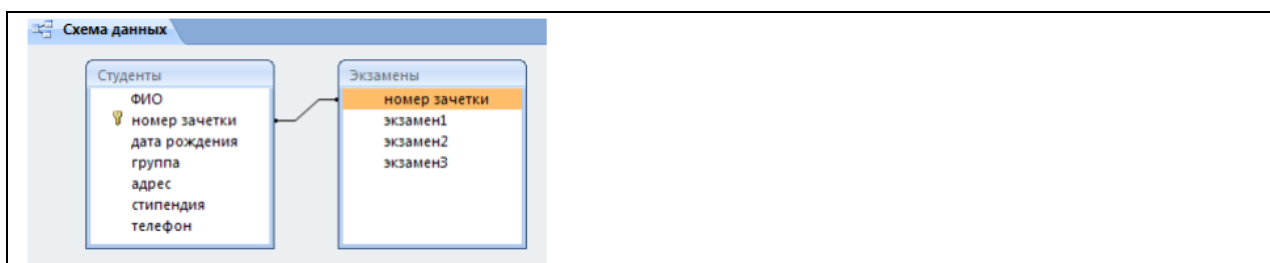 Схема данных
Студенты
ФИО
номер зачетки
дата рождения
группа
адрес
стипендия
телефон
Экзамены
номер зачетки
экзамен1
экзамен2
экзамен3